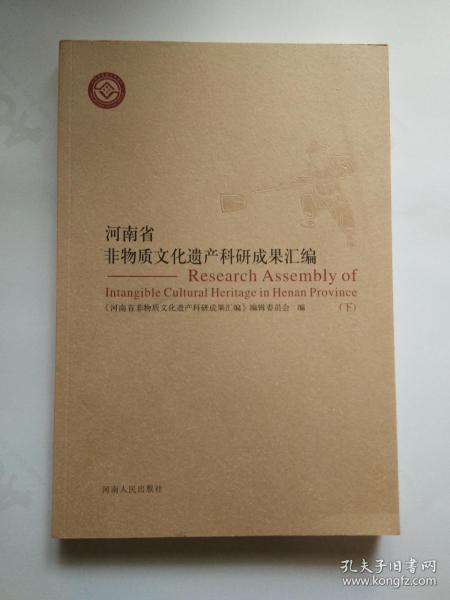 河南省
非物质文化遗产科研成果汇编
Research Assembly of
Intangible Cultural Heritage in Henan Province
《河南省非物质文化遗产科研成果汇编》编辑委员会 编 （下）
河南人民出版社
孔夫子旧书网
www.kongfz.com